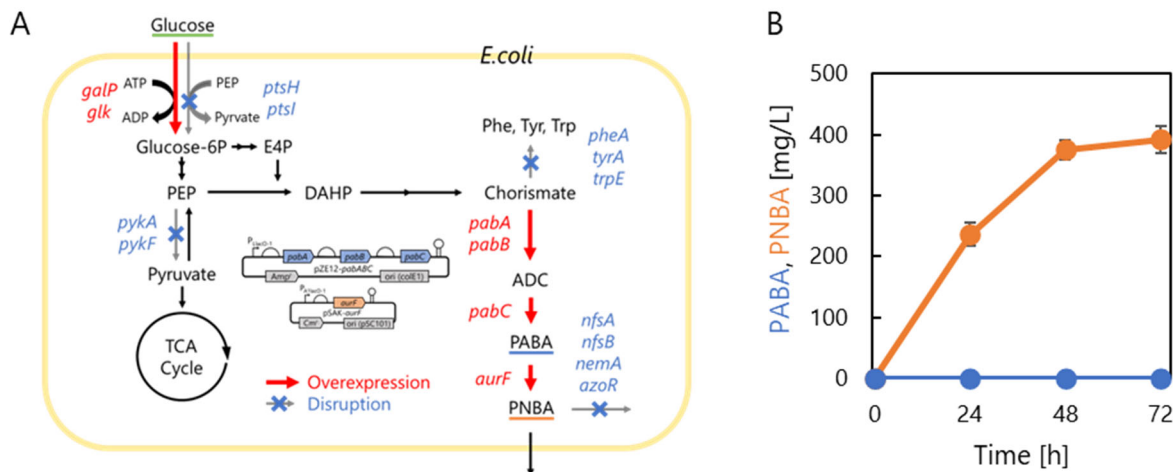 A
Glucose
E.coli
galP
glk
ATP
ADP
PEP
Pyrvate
ptsH
ptsI
Glucose-6P
E4P
Phe, Tyr, Trp
pheA
tyrA
trpE
PEP
DAHP
Chorismate
pykA
pykF
pabA
pabB
PLlacO-1
pabA
pabB
pabC
pZE12-pabABC
Ampr
ori (colE1)
Pyruvate
ADC
aurF
pSAK-aurF
Cmr
ori (pSC101)
pabC
nfsA
nfsB
nemA
azoR
TCA
Cycle
PABA
Overexpression
Disruption
aurF
PNBA
B
PABA, PNBA [mg/L]
500
400
300
200
100
0
0 24 48 72
Time [h]